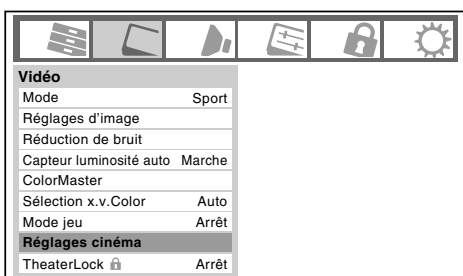 Vidéo
Mode Sport
Réglages d'image
Réduction de bruit
Capteur luminosité auto Marche
ColorMaster
Sélection x.v.Color Auto
Mode jeu Arrêt
Réglages cinéma
TheaterLock Arrêt